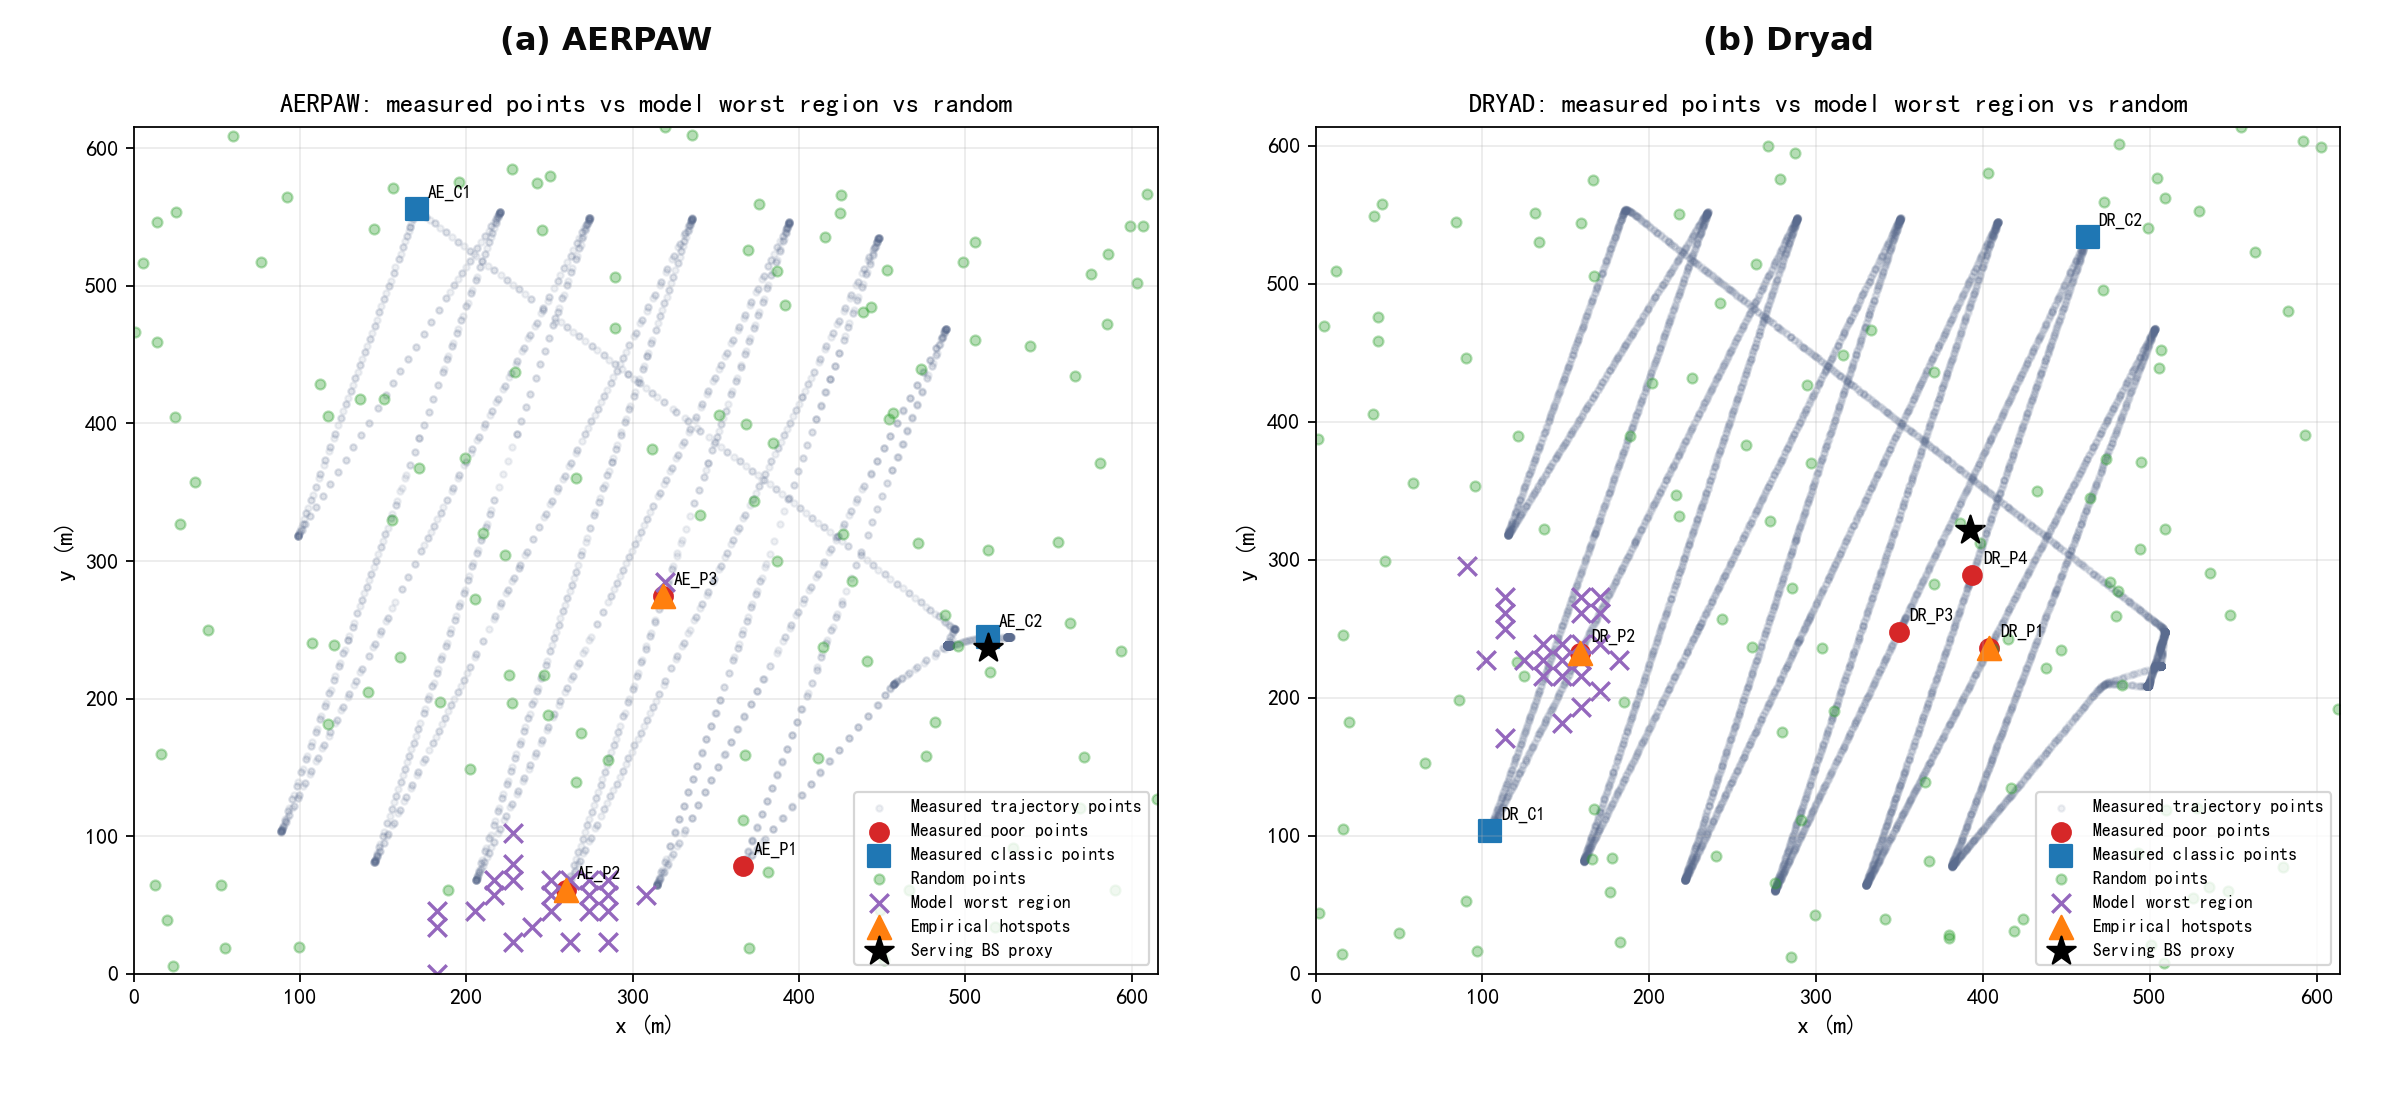 (a) AERPAW
AERPAW: measured points vs model worst region vs random
y (m)
600
500
400
300
200
100
0
AE_C1
AE_P3
AE_C2
AE_P1
AE_P2
Measured trajectory points
Measured poor points
Measured classic points
Random points
Model worst region
Empirical hotspots
Serving BS proxy
0 100 200 300 400 500 600
x (m)
(b) Dryad
DRYAD: measured points vs model worst region vs random
y (m)
600
500
400
300
200
100
0
DR_C2
DR_P4
DR_P3
DR_P1
DR_P2
DR_C1
Measured trajectory points
Measured poor points
Measured classic points
Random points
Model worst region
Empirical hotspots
Serving BS proxy
0 100 200 300 400 500 600
x (m)